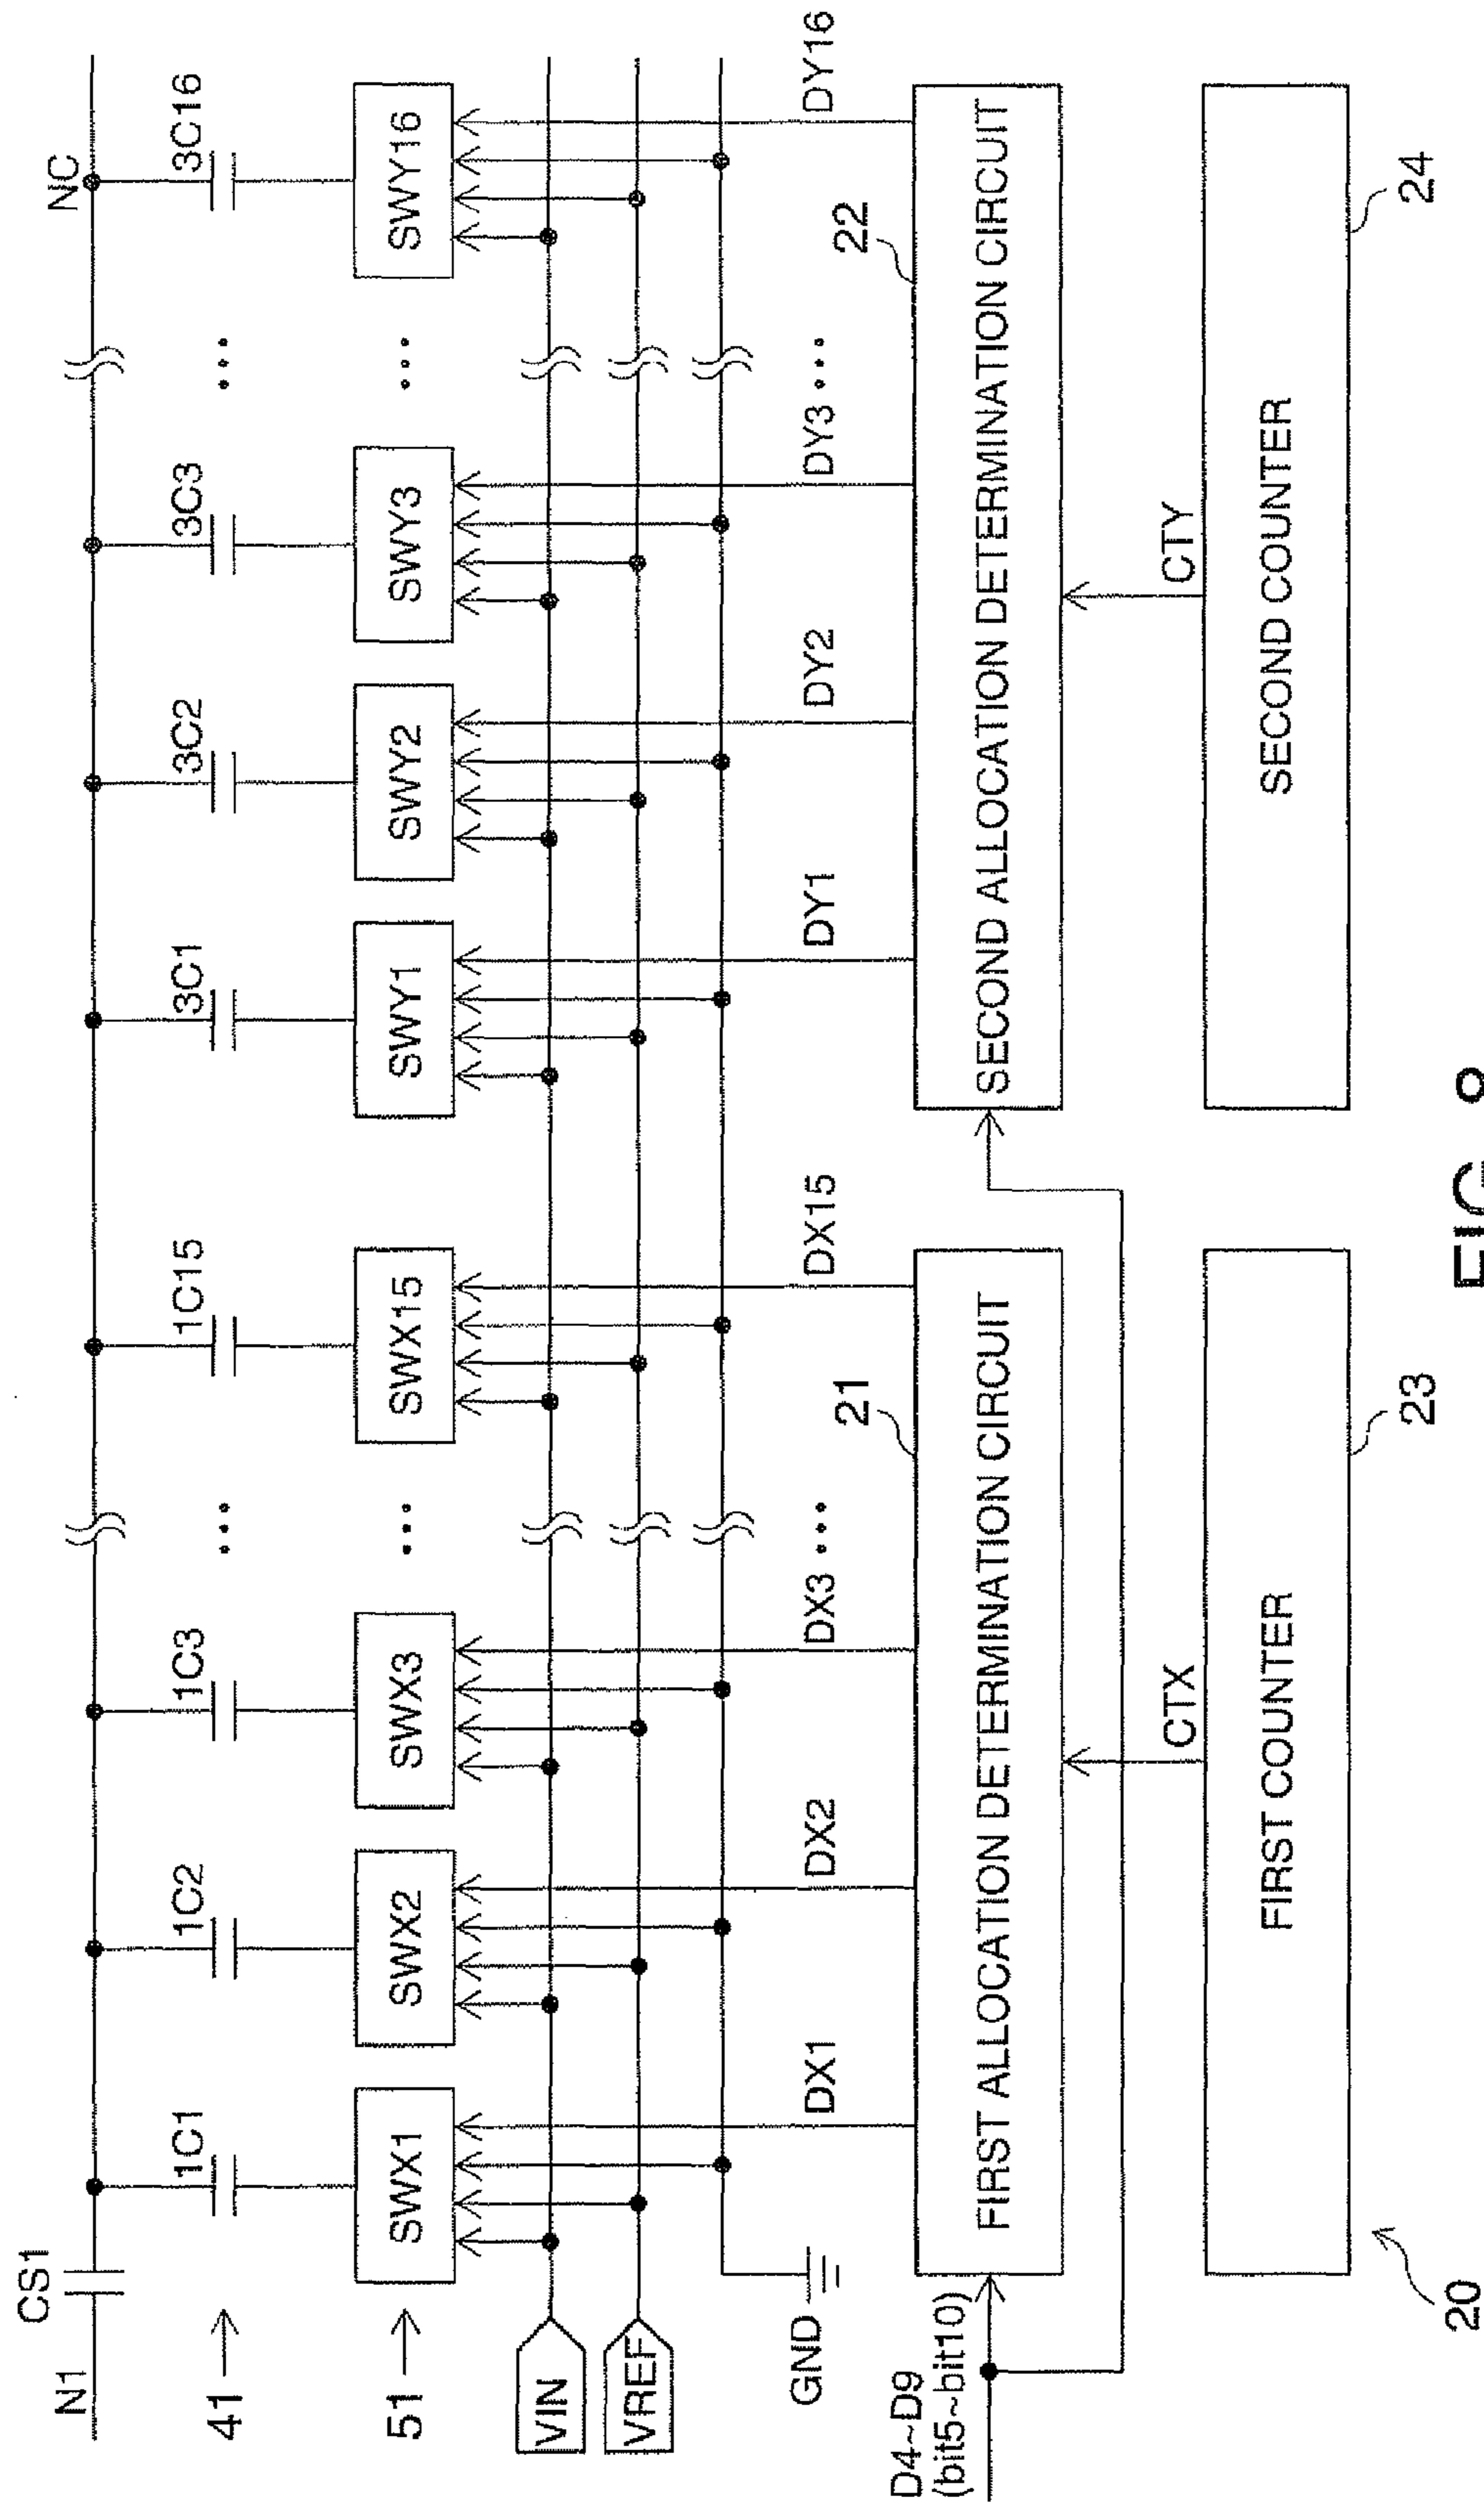 N1
CS1
NC
41
1C1
1C2
1C3
...
1C15
3C1
3C2
3C3
...
3C16
51
SWX1
SWX2
SWX3
...
SWX15
SWY1
SWY2
SWY3
...
SWY16
VIN
VREF
GND
DX1
DX2
DX3 ...
DX15
DY1
DY2
DY3 ...
DY16
D4~D9
(bit5~bit10)
21
FIRST ALLOCATION DETERMINATION CIRCUIT
22
SECOND ALLOCATION DETERMINATION CIRCUIT
CTX
CTY
FIRST COUNTER
SECOND COUNTER
20
23
24